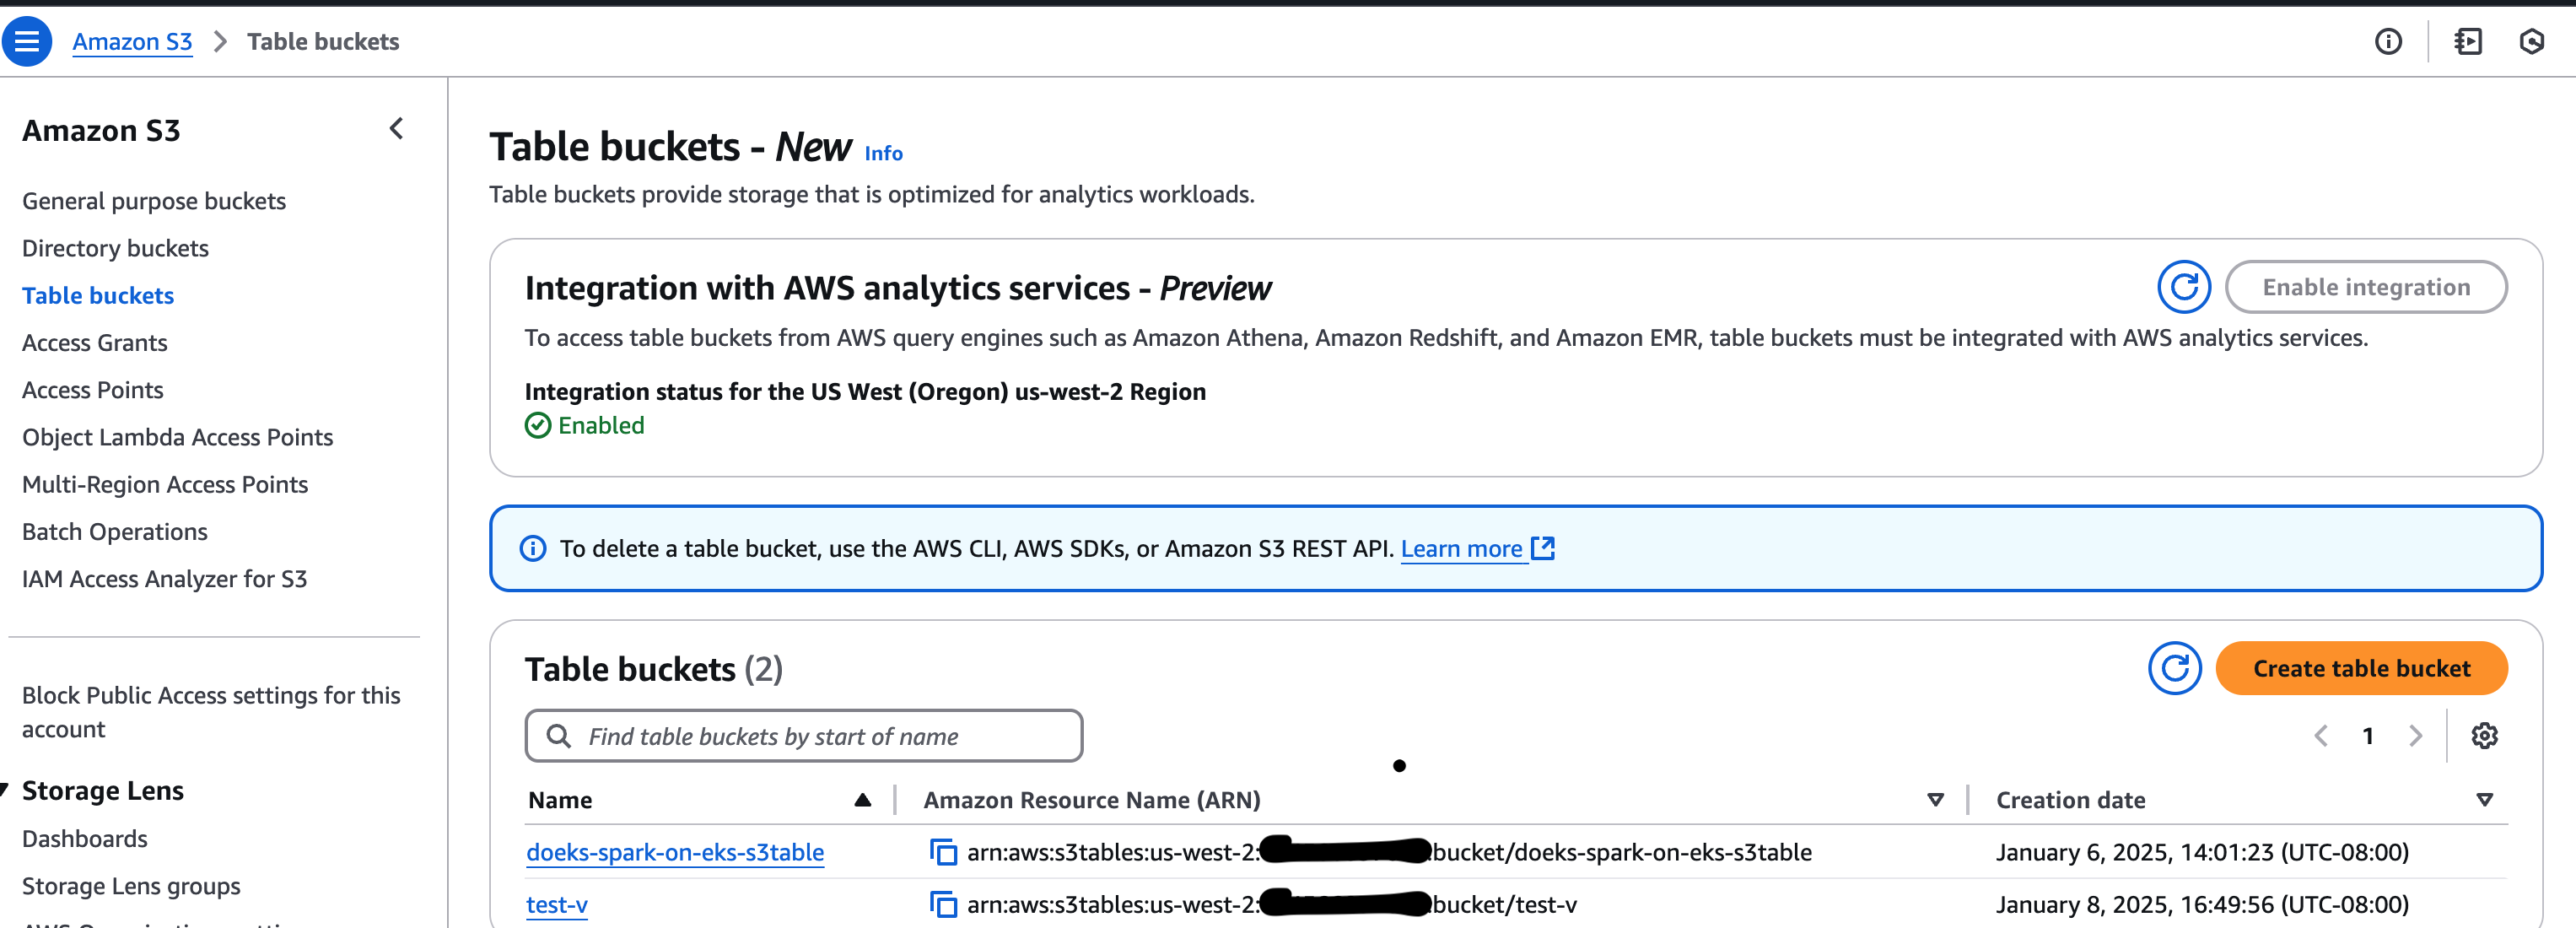 Amazon S3 > Table buckets
Amazon S3
General purpose buckets
Directory buckets
Table buckets
Access Grants
Access Points
Object Lambda Access Points
Multi-Region Access Points
Batch Operations
IAM Access Analyzer for S3
Block Public Access settings for this
account
Storage Lens
Dashboards
Storage Lens groups
Table buckets - New Info
Table buckets provide storage that is optimized for analytics workloads.
Integration with AWS analytics services - Preview
Enable integration
To access table buckets from AWS query engines such as Amazon Athena, Amazon Redshift, and Amazon EMR, table buckets must be integrated with AWS analytics services.
Integration status for the US West (Oregon) us-west-2 Region
Enabled
To delete a table bucket, use the AWS CLI, AWS SDKs, or Amazon S3 REST API. Learn more
Table buckets (2)
Create table bucket
Find table buckets by start of name
1
Name Amazon Resource Name (ARN) Creation date
doeks-spark-on-eks-s3table arn:aws:s3tables:us-west-2: bucket/doeks-spark-on-eks-s3table January 6, 2025, 14:01:23 (UTC-08:00)
test-v arn:aws:s3tables:us-west-2: bucket/test-v January 8, 2025, 16:49:56 (UTC-08:00)